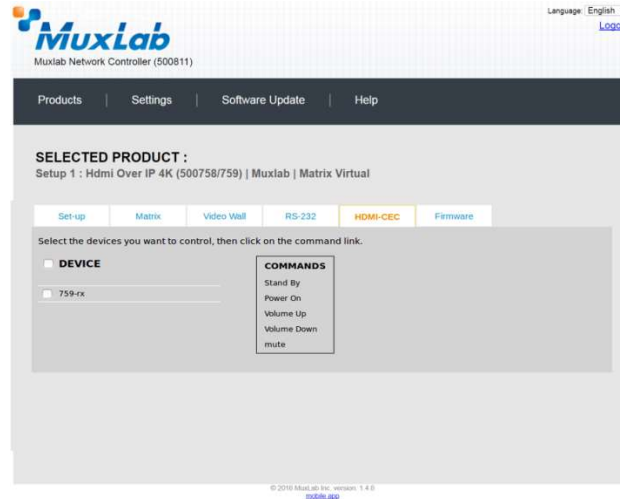 Language: English
Logo
MuxLab
Muxlab Network Controller (500811)
Products | Settings | Software Update | Help
SELECTED PRODUCT :
Setup 1 : Hdmi Over IP 4K (500758/759) | Muxlab | Matrix Virtual
Set-up Matrix Video Wall RS-232 HDMI-CEC Firmware
Select the devices you want to control, then click on the command link.
DEVICE
759-rx
COMMANDS
Stand By
Power On
Volume Up
Volume Down
mute
© 2016 MuxLab Inc. version: 1.4.6
mobile app